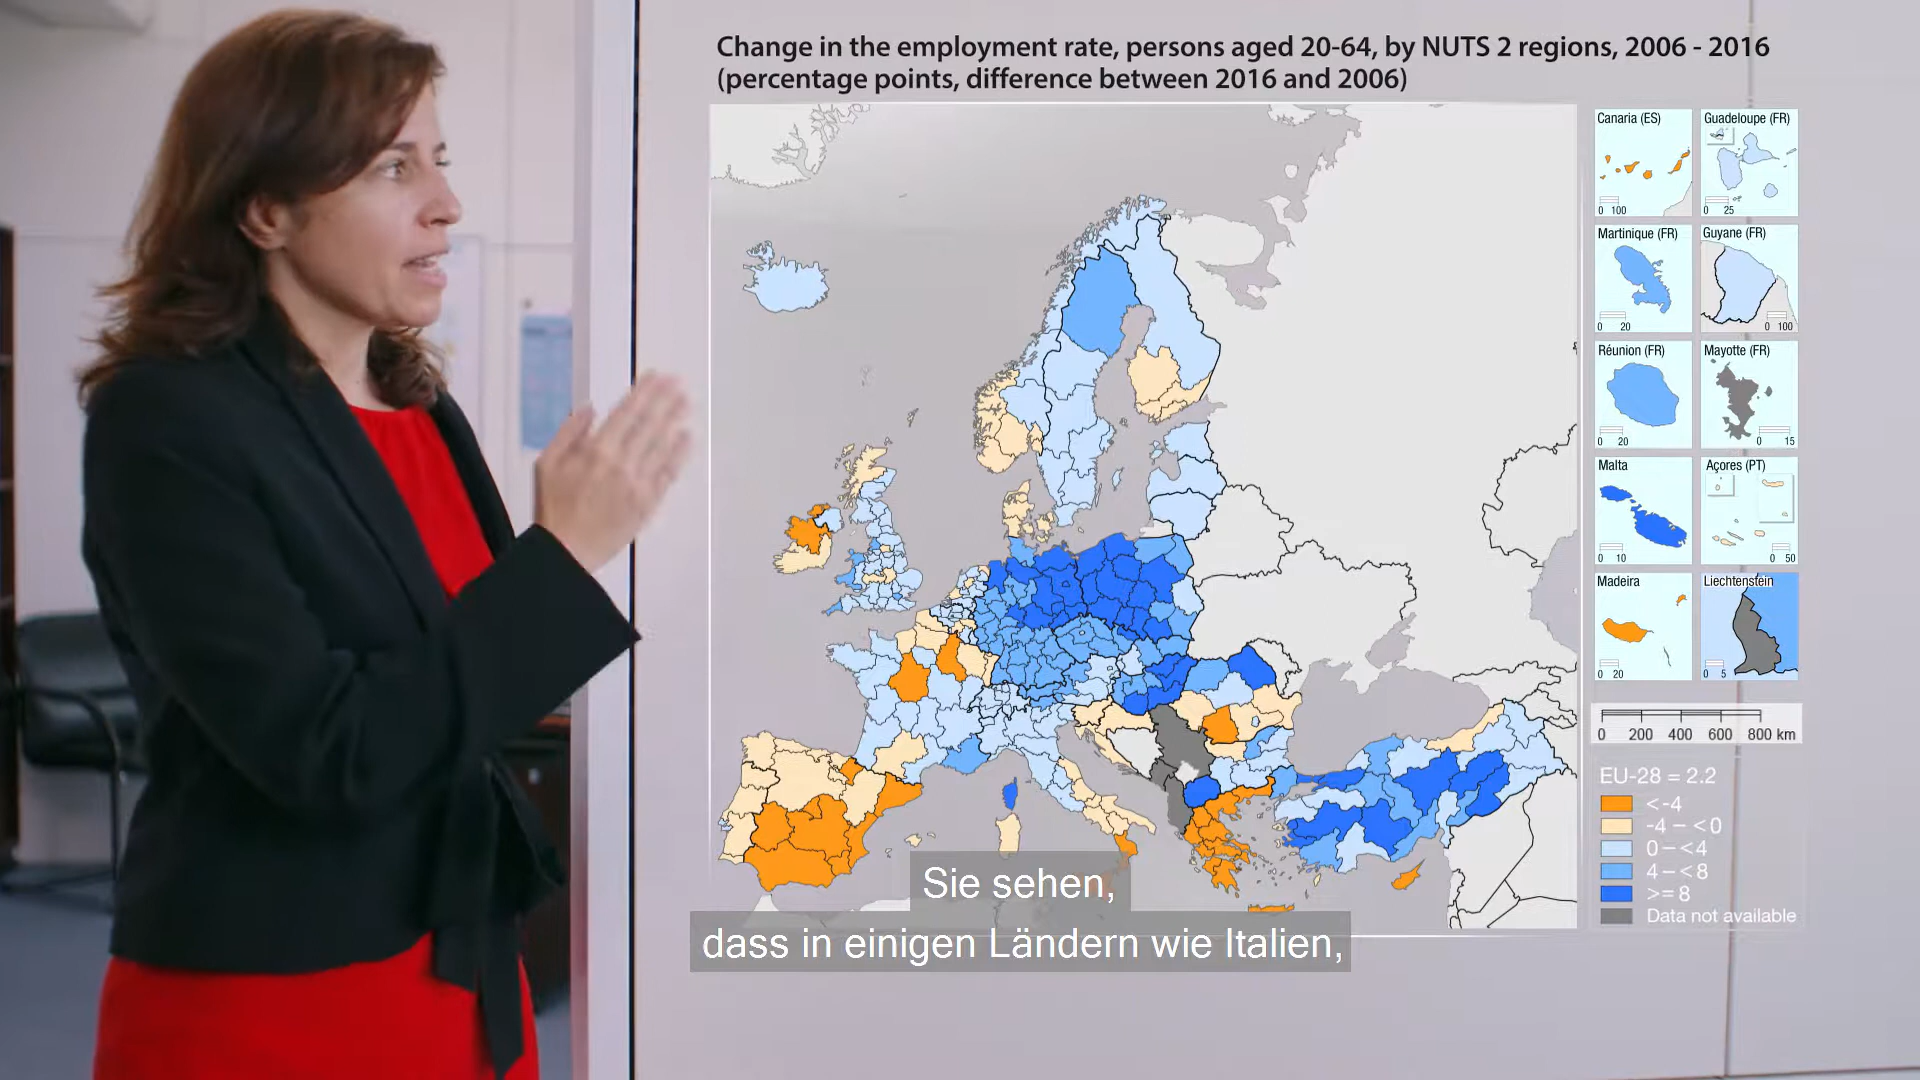 Change in the employment rate, persons aged 20-64, by NUTS 2 regions, 2006 - 2016
(percentage points, difference between 2016 and 2006)
Canaria (ES)
0 100
Guadeloupe (FR)
0 25
Martinique (FR)
0 20
Guyane (FR)
0 100
Réunion (FR)
0 20
Mayotte (FR)
0 15
Malta
0 10
Açores (PT)
0 50
Madeira
0 20
Liechtenstein
0 5
0 200 400 600 800 km
EU-28 = 2.2
< -4
-4 – <0
0 – <4
4 – <8
>= 8
Data not available
Sie sehen,
dass in einigen Ländern wie Italien,